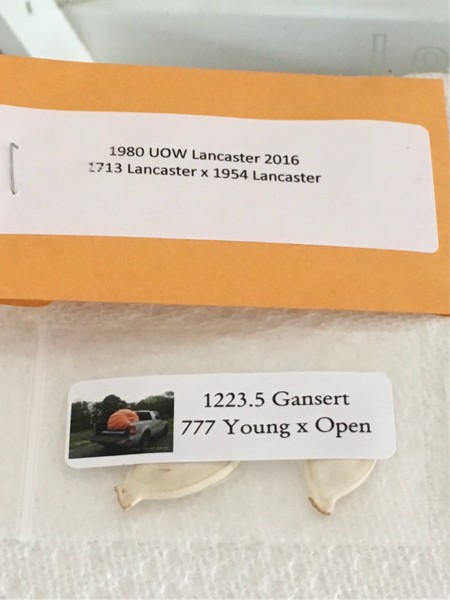 1980 UOW Lancaster 2016
1713 Lancaster x 1954 Lancaster
1223.5 Gansert
777 Young x Open